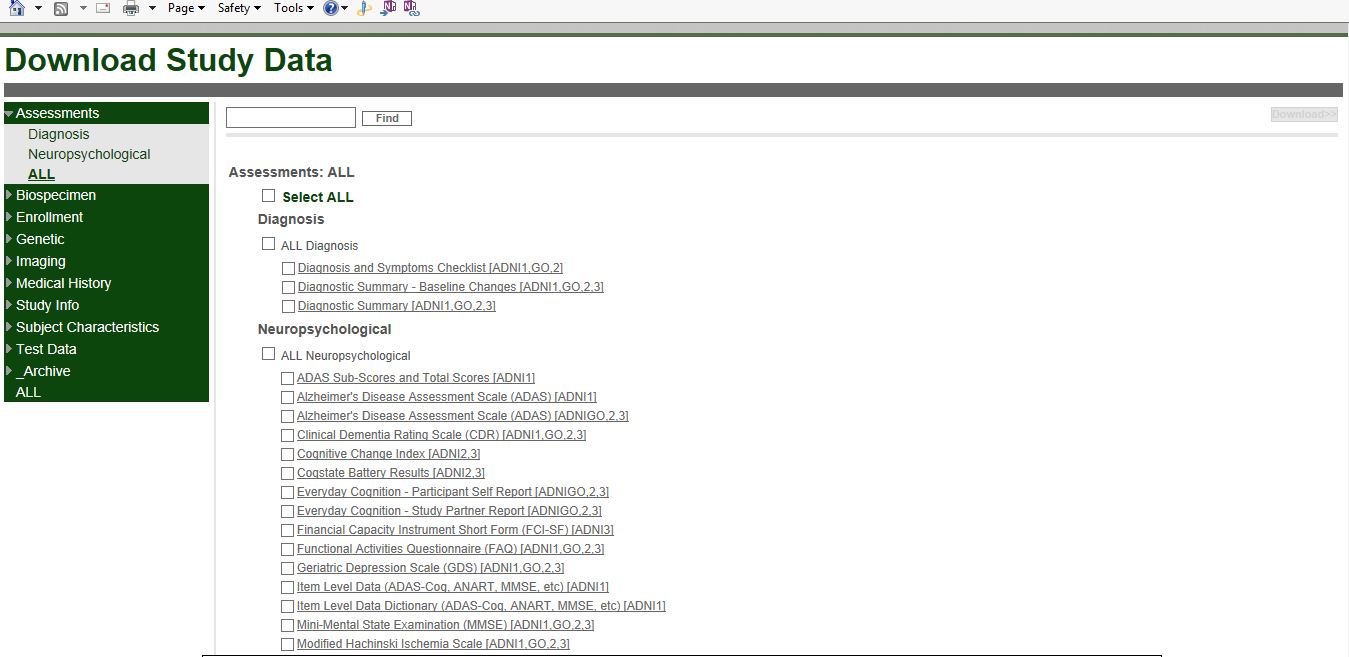 Page Safety Tools
Download Study Data
Assessments
Diagnosis
Neuropsychological
ALL
Biospecimen
Enrollment
Genetic
Imaging
Medical History
Study Info
Subject Characteristics
Test Data
_Archive
ALL
Find
Download>>
Assessments: ALL
Select ALL
Diagnosis
ALL Diagnosis
Diagnosis and Symptoms Checklist [ADNI1,GO,2]
Diagnostic Summary - Baseline Changes [ADNI1,GO,2,3]
Diagnostic Summary [ADNI1,GO,2,3]
Neuropsychological
ALL Neuropsychological
ADAS Sub-Scores and Total Scores [ADNI1]
Alzheimer's Disease Assessment Scale (ADAS) [ADNI1]
Alzheimer's Disease Assessment Scale (ADAS) [ADNIGO,2,3]
Clinical Dementia Rating Scale (CDR) [ADNI1,GO,2,3]
Cognitive Change Index [ADNI2,3]
Cogstate Battery Results [ADNI2,3]
Everyday Cognition - Participant Self Report [ADNIGO,2,3]
Everyday Cognition - Study Partner Report [ADNIGO,2,3]
Financial Capacity Instrument Short Form (FCI-SF) [ADNI3]
Functional Activities Questionnaire (FAQ) [ADNI1,GO,2,3]
Geriatric Depression Scale (GDS) [ADNI1,GO,2,3]
Item Level Data (ADAS-Cog, ANART, MMSE, etc) [ADNI1]
Item Level Data Dictionary (ADAS-Cog, ANART, MMSE, etc) [ADNI1]
Mini-Mental State Examination (MMSE) [ADNI1,GO,2,3]
Modified Hachinski Ischemia Scale [ADNI1,GO,2,3]